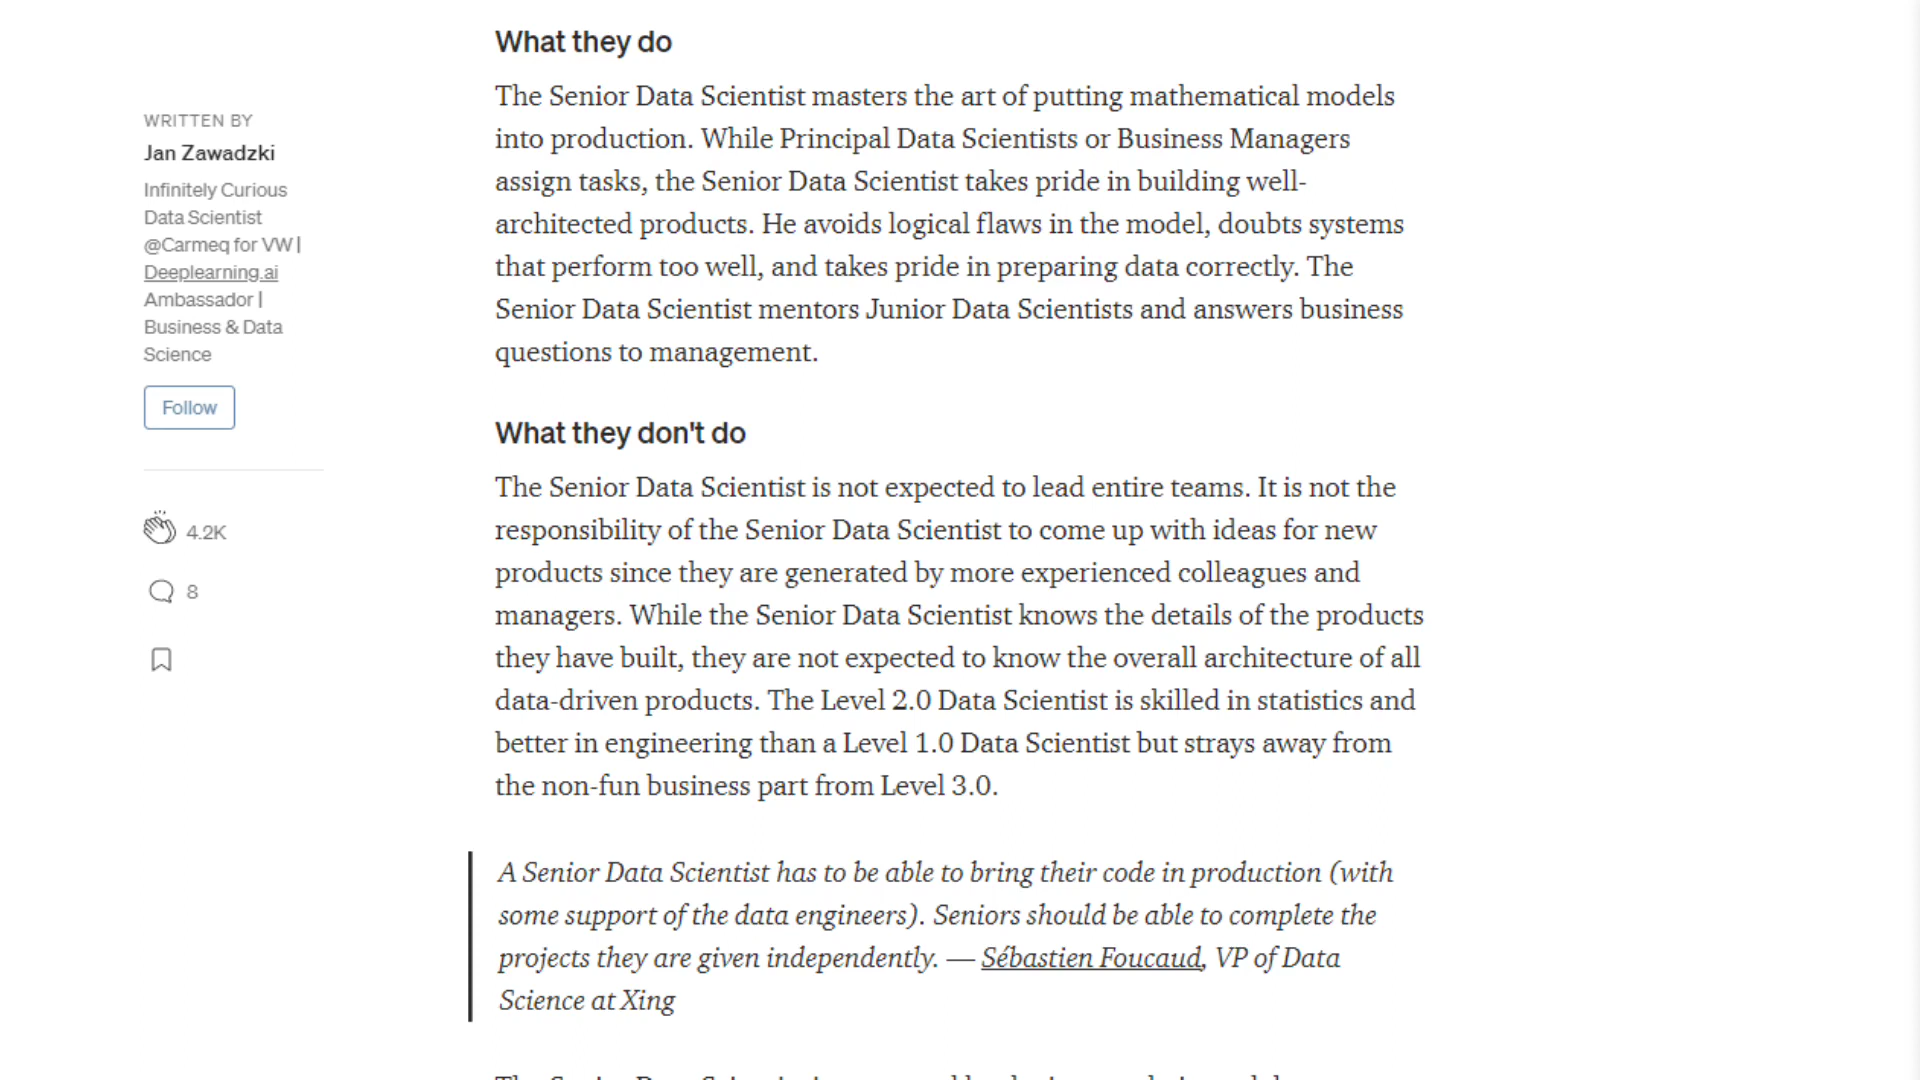 WRITTEN BY
Jan Zawadzki
Infinitely Curious
Data Scientist
@Carmeq for VW |
Deeplearning.ai
Ambassador |
Business & Data
Science
Follow
4.2K
8
What they do
The Senior Data Scientist masters the art of putting mathematical models
into production. While Principal Data Scientists or Business Managers
assign tasks, the Senior Data Scientist takes pride in building well-
architected products. He avoids logical flaws in the model, doubts systems
that perform too well, and takes pride in preparing data correctly. The
Senior Data Scientist mentors Junior Data Scientists and answers business
questions to management.
What they don't do
The Senior Data Scientist is not expected to lead entire teams. It is not the
responsibility of the Senior Data Scientist to come up with ideas for new
products since they are generated by more experienced colleagues and
managers. While the Senior Data Scientist knows the details of the products
they have built, they are not expected to know the overall architecture of all
data-driven products. The Level 2.0 Data Scientist is skilled in statistics and
better in engineering than a Level 1.0 Data Scientist but strays away from
the non-fun business part from Level 3.0.
A Senior Data Scientist has to be able to bring their code in production (with
some support of the data engineers). Seniors should be able to complete the
projects they are given independently. — Sébastien Foucaud, VP of Data
Science at Xing